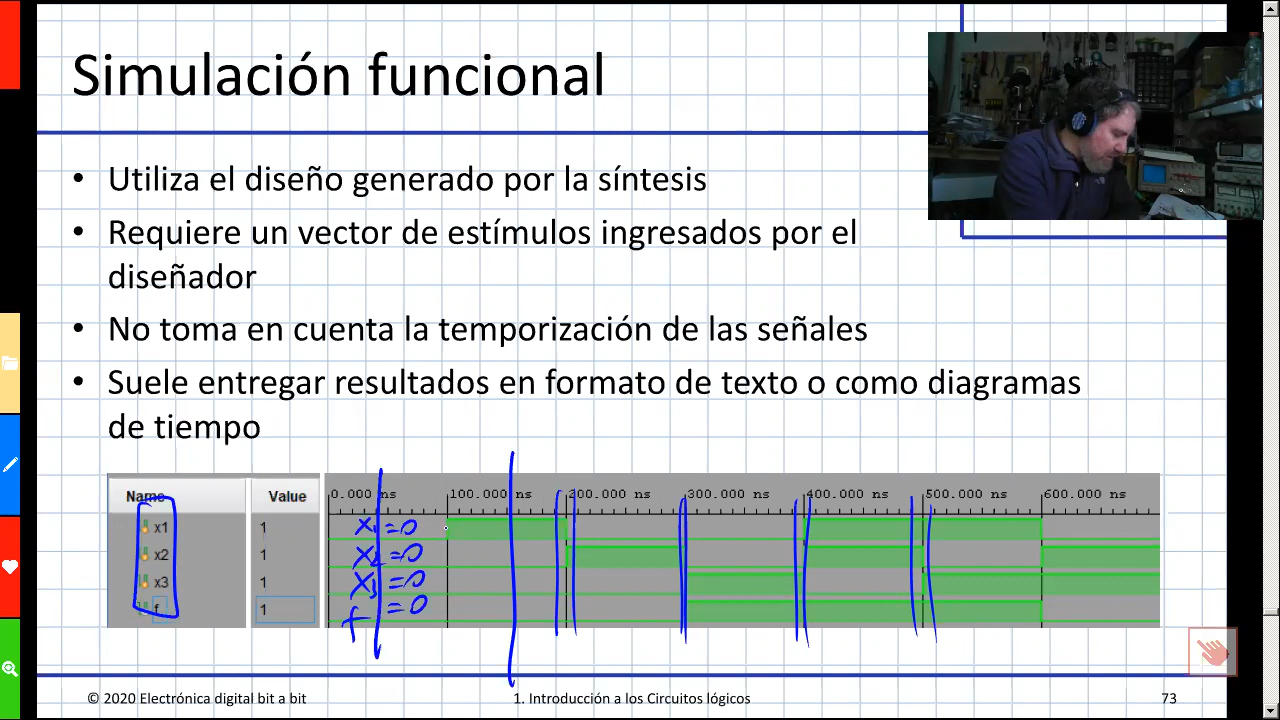 Simulación funcional
• Utiliza el diseño generado por la síntesis
• Requiere un vector de estímulos ingresados por el
diseñador
• No toma en cuenta la temporización de las señales
• Suele entregar resultados en formato de texto o como diagramas
de tiempo
Name Value 0.000 ns 100.000 ns 200.000 ns 300.000 ns 400.000 ns 500.000 ns 600.000 ns
x1 1 x1=0
x2 1 x2=0
x3 1 x3=0
f 1 f=0
© 2020 Electrónica digital bit a bit 1. Introducción a los Circuitos lógicos 73